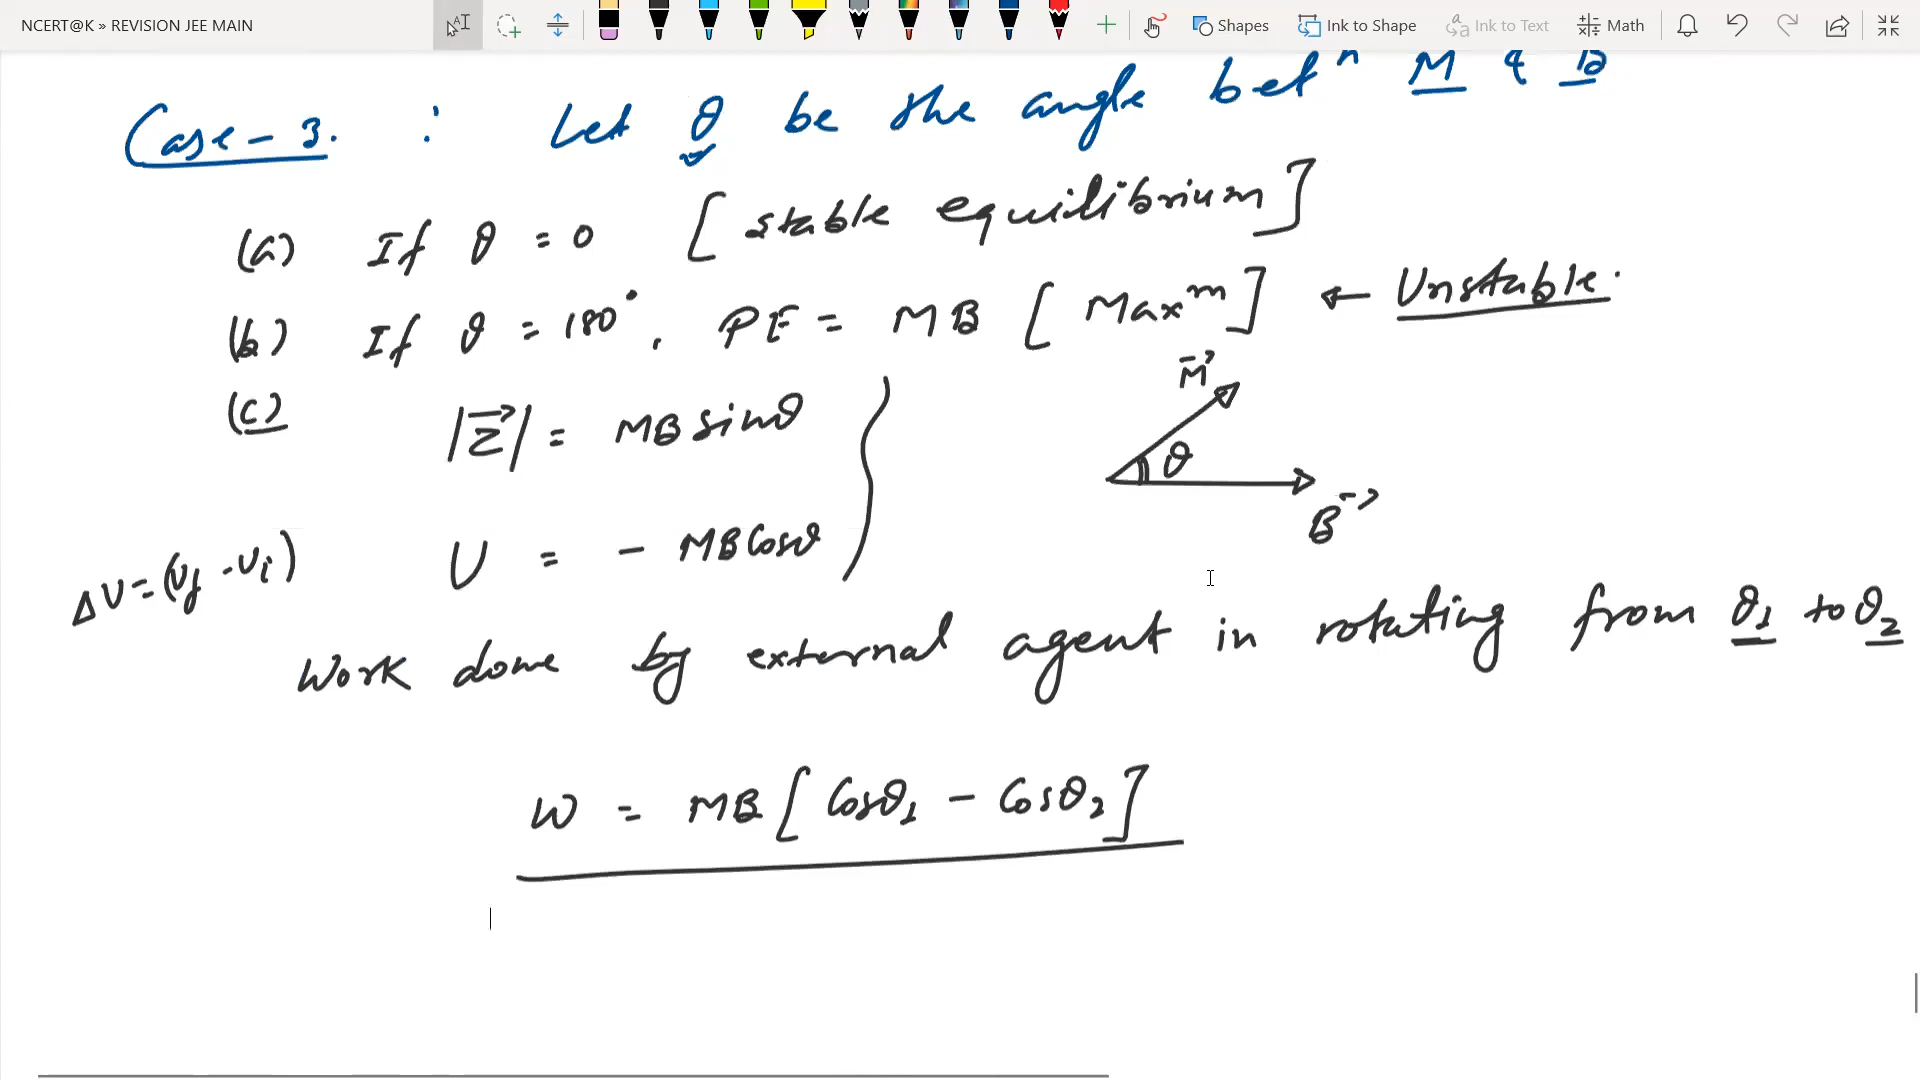 NCERT@K » REVISION JEE MAIN Shapes Ink to Shape Ink to Text Math
Case - 3. : Let θ be the angle betⁿ M & B
(a) If θ = 0 [stable equilibrium]
(b) If θ = 180°, PE = MB [Maxᵐ] ← Unstable.
(c) |τ⃗| = MB sinθ
M⃗
θ
B⃗
U = - MB Cosθ
ΔU = (Uf - Ui)
Work done by external agent in rotating from θ1 to θ2
W = MB [Cosθ1 - Cosθ2]